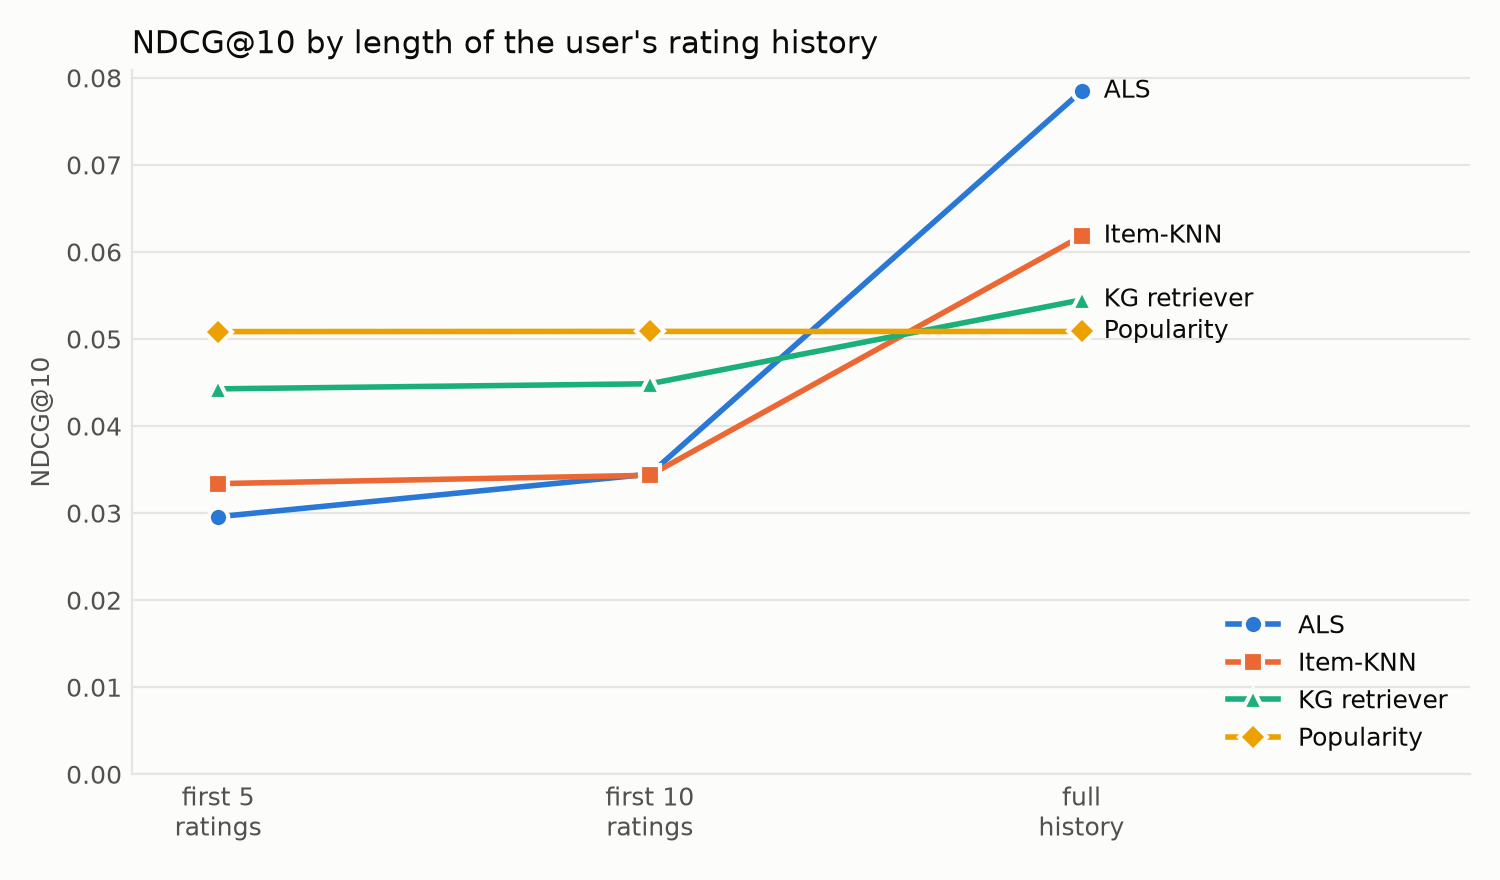 NDCG@10 by length of the user's rating history
NDCG@10
0.08
0.07
0.06
0.05
0.04
0.03
0.02
0.01
0.00
ALS
Item-KNN
KG retriever
Popularity
ALS
Item-KNN
KG retriever
Popularity
first 5
ratings
first 10
ratings
full
history